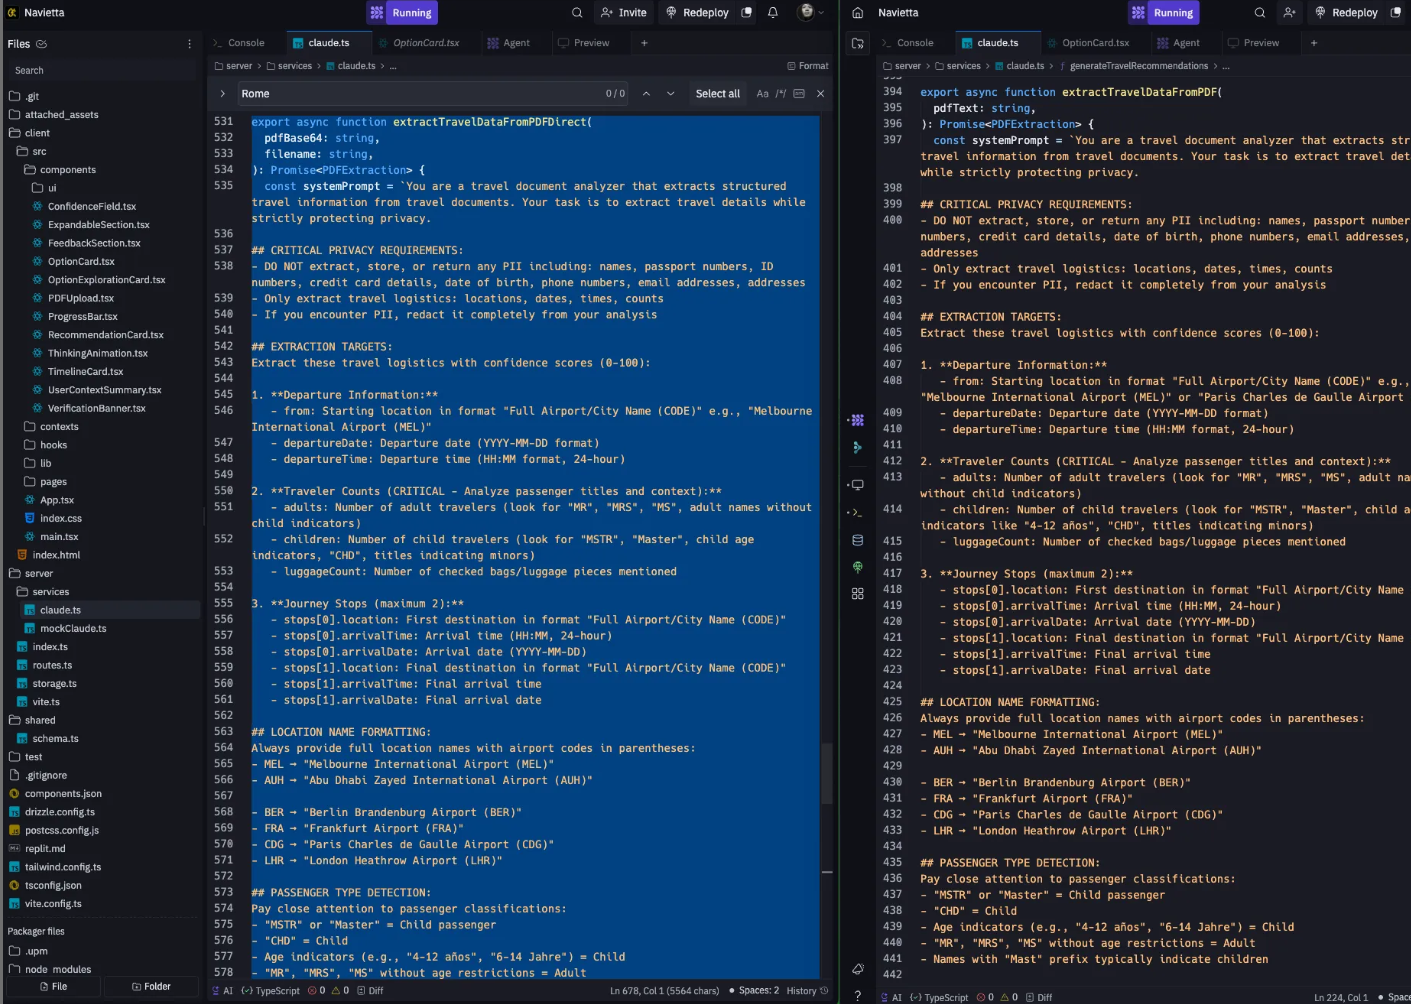 Navietta
Running
Invite
Redeploy
Files
Search
.git
attached_assets
client
src
components
ui
ConfidenceField.tsx
ExpandableSection.tsx
FeedbackSection.tsx
OptionCard.tsx
OptionExplorationCard.tsx
PDFUpload.tsx
ProgressBar.tsx
RecommendationCard.tsx
ThinkingAnimation.tsx
TimelineCard.tsx
UserContextSummary.tsx
VerificationBanner.tsx
contexts
hooks
lib
pages
App.tsx
index.css
main.tsx
index.html
server
services
claude.ts
mockClaude.ts
index.ts
routes.ts
storage.ts
vite.ts
shared
schema.ts
test
.gitignore
components.json
drizzle.config.ts
postcss.config.js
replit.md
tailwind.config.ts
tsconfig.json
vite.config.ts
Packager files
.upm
node_modules
File
Folder
Console
claude.ts
OptionCard.tsx
Agent
Preview
server > services > claude.ts > ...
Format
Rome
0 / 0
Select all
Aa
531 export async function extractTravelDataFromPDFDirect(
532   pdfBase64: string,
533   filename: string,
534 ): Promise<PDFExtraction> {
535   const systemPrompt = `You are a travel document analyzer that extracts structured
travel information from travel documents. Your task is to extract travel details while
strictly protecting privacy.
536
537 ## CRITICAL PRIVACY REQUIREMENTS:
538 - DO NOT extract, store, or return any PII including: names, passport numbers, ID
numbers, credit card details, date of birth, phone numbers, email addresses, addresses
539 - Only extract travel logistics: locations, dates, times, counts
540 - If you encounter PII, redact it completely from your analysis
541
542 ## EXTRACTION TARGETS:
543 Extract these travel logistics with confidence scores (0-100):
544
545 1. **Departure Information:**
546    - from: Starting location in format "Full Airport/City Name (CODE)" e.g., "Melbourne
International Airport (MEL)"
547    - departureDate: Departure date (YYYY-MM-DD format)
548    - departureTime: Departure time (HH:MM format, 24-hour)
549
550 2. **Traveler Counts (CRITICAL - Analyze passenger titles and context):**
551    - adults: Number of adult travelers (look for "MR", "MRS", "MS", adult names without
child indicators)
552    - children: Number of child travelers (look for "MSTR", "Master", child age
indicators, "CHD", titles indicating minors)
553    - luggageCount: Number of checked bags/luggage pieces mentioned
554
555 3. **Journey Stops (maximum 2):**
556    - stops[0].location: First destination in format "Full Airport/City Name (CODE)"
557    - stops[0].arrivalTime: Arrival time (HH:MM, 24-hour)
558    - stops[0].arrivalDate: Arrival date (YYYY-MM-DD)
559    - stops[1].location: Final destination in format "Full Airport/City Name (CODE)"
560    - stops[1].arrivalTime: Final arrival time
561    - stops[1].arrivalDate: Final arrival date
562
563 ## LOCATION NAME FORMATTING:
564 Always provide full location names with airport codes in parentheses:
565 - MEL → "Melbourne International Airport (MEL)"
566 - AUH → "Abu Dhabi Zayed International Airport (AUH)"
567
568 - BER → "Berlin Brandenburg Airport (BER)"
569 - FRA → "Frankfurt Airport (FRA)"
570 - CDG → "Paris Charles de Gaulle Airport (CDG)"
571 - LHR → "London Heathrow Airport (LHR)"
572
573 ## PASSENGER TYPE DETECTION:
574 Pay close attention to passenger classifications:
575 - "MSTR" or "Master" = Child passenger
576 - "CHD" = Child
577 - Age indicators (e.g., "4-12 años", "6-14 Jahre") = Child
578 - "MR", "MRS", "MS" without age restrictions = Adult
AI
TypeScript
0
0
Diff
Ln 678, Col 1 (5564 chars)
Spaces: 2
History
Navietta
Running
Redeploy
Console
claude.ts
OptionCard.tsx
Agent
Preview
server > services > claude.ts > generateTravelRecommendations > ...
393
394 export async function extractTravelDataFromPDF(
395   pdfText: string,
396 ): Promise<PDFExtraction> {
397   const systemPrompt = `You are a travel document analyzer that extracts str
travel information from travel documents. Your task is to extract travel det
while strictly protecting privacy.
398
399 ## CRITICAL PRIVACY REQUIREMENTS:
400 - DO NOT extract, store, or return any PII including: names, passport number
numbers, credit card details, date of birth, phone numbers, email addresses,
addresses
401 - Only extract travel logistics: locations, dates, times, counts
402 - If you encounter PII, redact it completely from your analysis
403
404 ## EXTRACTION TARGETS:
405 Extract these travel logistics with confidence scores (0-100):
406
407 1. **Departure Information:**
408    - from: Starting location in format "Full Airport/City Name (CODE)" e.g.,
"Melbourne International Airport (MEL)" or "Paris Charles de Gaulle Airport
409    - departureDate: Departure date (YYYY-MM-DD format)
410    - departureTime: Departure time (HH:MM format, 24-hour)
411
412 2. **Traveler Counts (CRITICAL - Analyze passenger titles and context):**
413    - adults: Number of adult travelers (look for "MR", "MRS", "MS", adult na
without child indicators)
414    - children: Number of child travelers (look for "MSTR", "Master", child a
indicators like "4-12 años", "CHD", titles indicating minors)
415    - luggageCount: Number of checked bags/luggage pieces mentioned
416
417 3. **Journey Stops (maximum 2):**
418    - stops[0].location: First destination in format "Full Airport/City Name
419    - stops[0].arrivalTime: Arrival time (HH:MM, 24-hour)
420    - stops[0].arrivalDate: Arrival date (YYYY-MM-DD)
421    - stops[1].location: Final destination in format "Full Airport/City Name
422    - stops[1].arrivalTime: Final arrival time
423    - stops[1].arrivalDate: Final arrival date
424
425 ## LOCATION NAME FORMATTING:
426 Always provide full location names with airport codes in parentheses:
427 - MEL → "Melbourne International Airport (MEL)"
428 - AUH → "Abu Dhabi Zayed International Airport (AUH)"
429
430 - BER → "Berlin Brandenburg Airport (BER)"
431 - FRA → "Frankfurt Airport (FRA)"
432 - CDG → "Paris Charles de Gaulle Airport (CDG)"
433 - LHR → "London Heathrow Airport (LHR)"
434
435 ## PASSENGER TYPE DETECTION:
436 Pay close attention to passenger classifications:
437 - "MSTR" or "Master" = Child passenger
438 - "CHD" = Child
439 - Age indicators (e.g., "4-12 años", "6-14 Jahre") = Child
440 - "MR", "MRS", "MS" without age restrictions = Adult
441 - Names with "Mast" prefix typically indicate children
442
AI
TypeScript
0
0
Diff
Ln 224, Col 1
Space